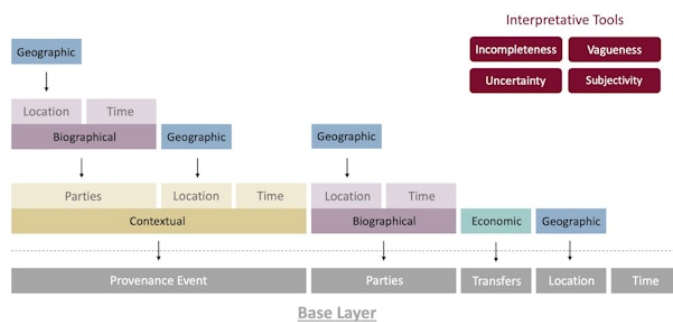 Interpretative Tools
Incompleteness Vagueness
Uncertainty Subjectivity
Geographic
Location Time
Biographical Geographic Geographic
Parties Location Time Location Time
Contextual Biographical Economic Geographic
Provenance Event Parties Transfers Location Time
Base Layer